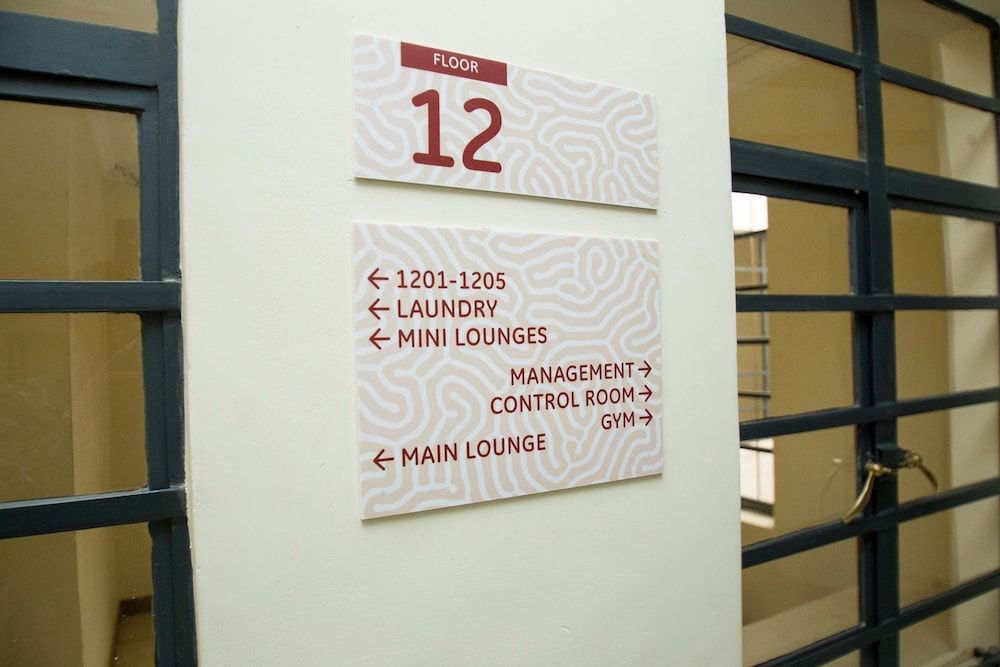 FLOOR
12
← 1201-1205
← LAUNDRY
← MINI LOUNGES
MANAGEMENT →
CONTROL ROOM →
GYM →
← MAIN LOUNGE